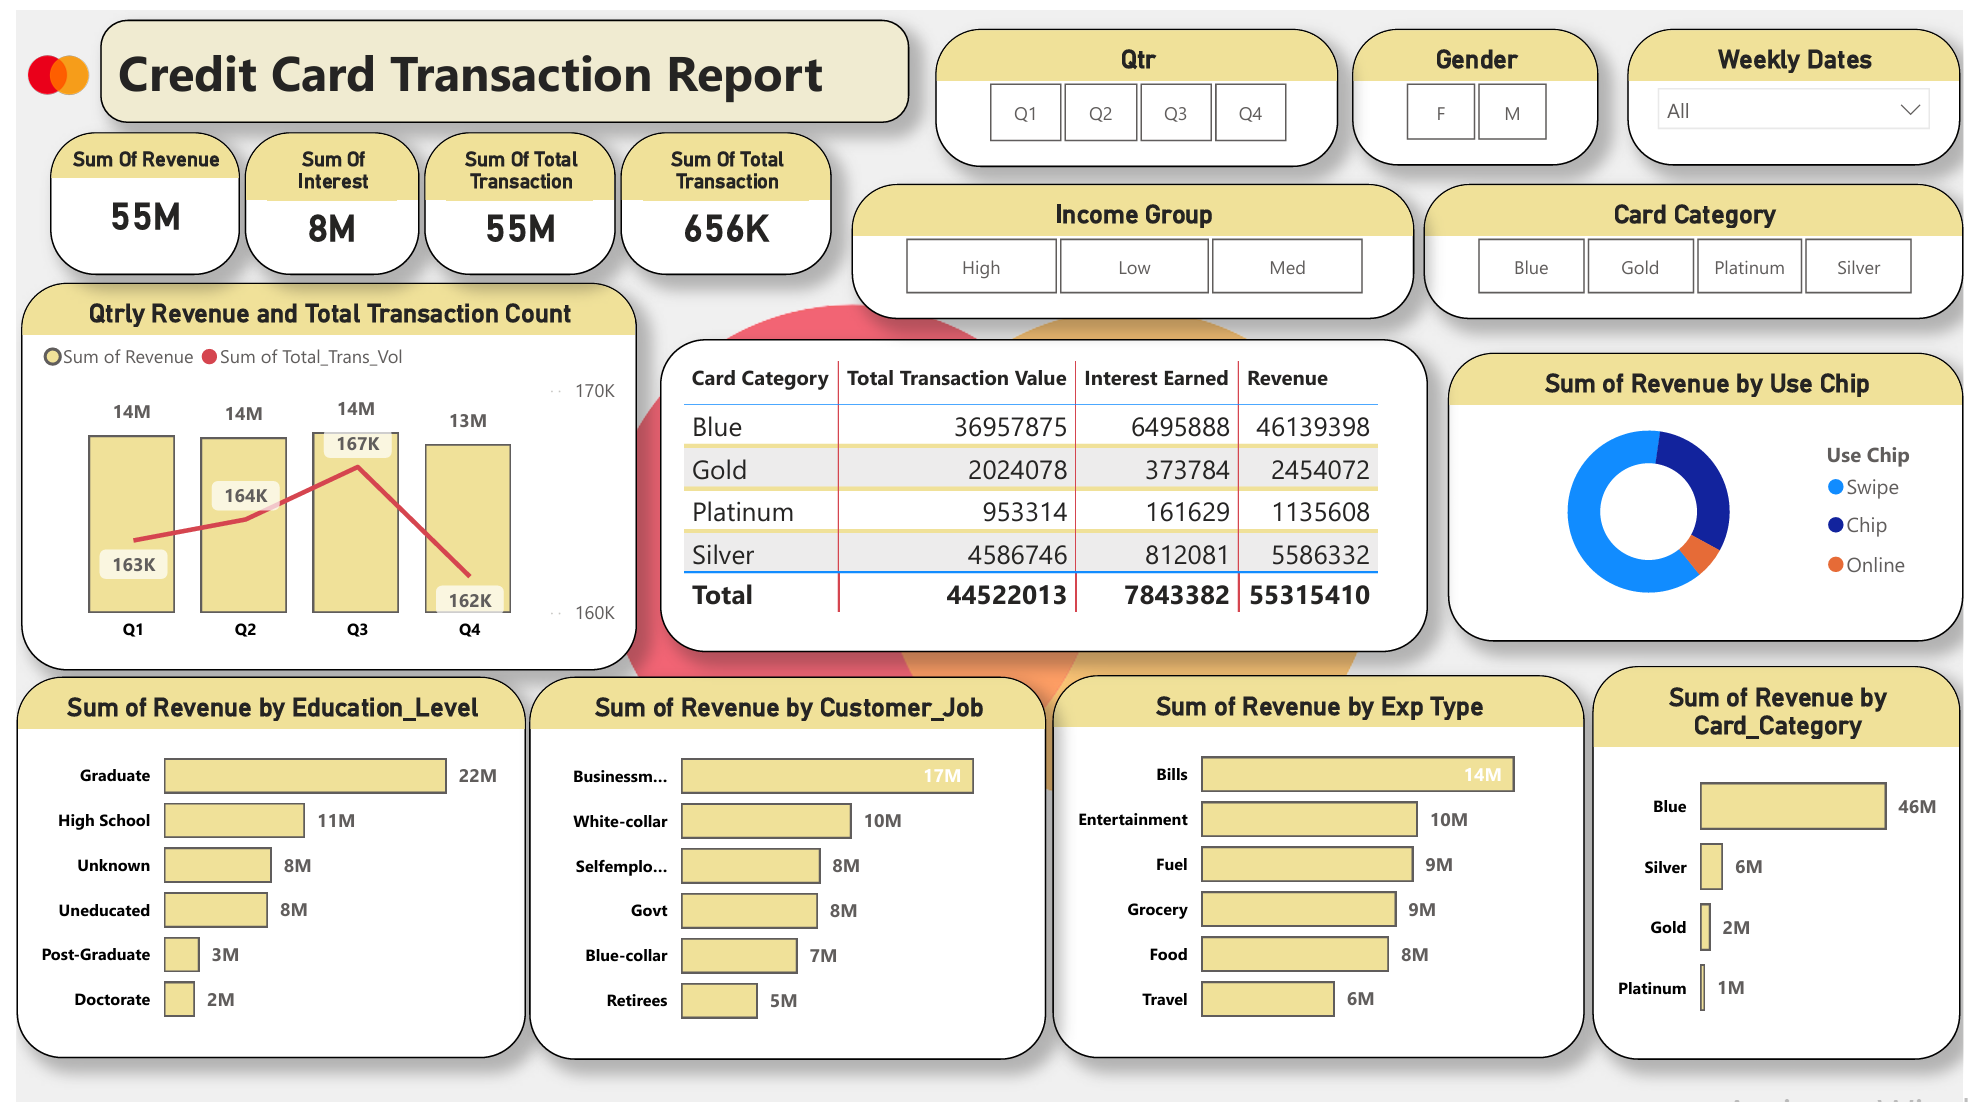 Credit Card Transaction Report
Qtr
Q1 Q2 Q3 Q4
Gender
F M
Weekly Dates
All
Sum Of Revenue
55M
Sum Of
Interest
8M
Sum Of Total
Transaction
55M
Sum Of Total
Transaction
656K
Income Group
High Low Med
Card Category
Blue Gold Platinum Silver
Qtrly Revenue and Total Transaction Count
Sum of Revenue Sum of Total_Trans_Vol
170K
14M 14M 14M 13M
163K 164K 167K 162K
160K
Q1 Q2 Q3 Q4
Card Category Total Transaction Value Interest Earned Revenue
Blue 36957875 6495888 46139398
Gold 2024078 373784 2454072
Platinum 953314 161629 1135608
Silver 4586746 812081 5586332
Total 44522013 7843382 55315410
Sum of Revenue by Use Chip
Use Chip
Swipe
Chip
Online
Sum of Revenue by Education_Level
Graduate 22M
High School 11M
Unknown 8M
Uneducated 8M
Post-Graduate 3M
Doctorate 2M
Sum of Revenue by Customer_Job
Businessm... 17M
White-collar 10M
Selfemplo... 8M
Govt 8M
Blue-collar 7M
Retirees 5M
Sum of Revenue by Exp Type
Bills 14M
Entertainment 10M
Fuel 9M
Grocery 9M
Food 8M
Travel 6M
Sum of Revenue by
Card_Category
Blue 46M
Silver 6M
Gold 2M
Platinum 1M